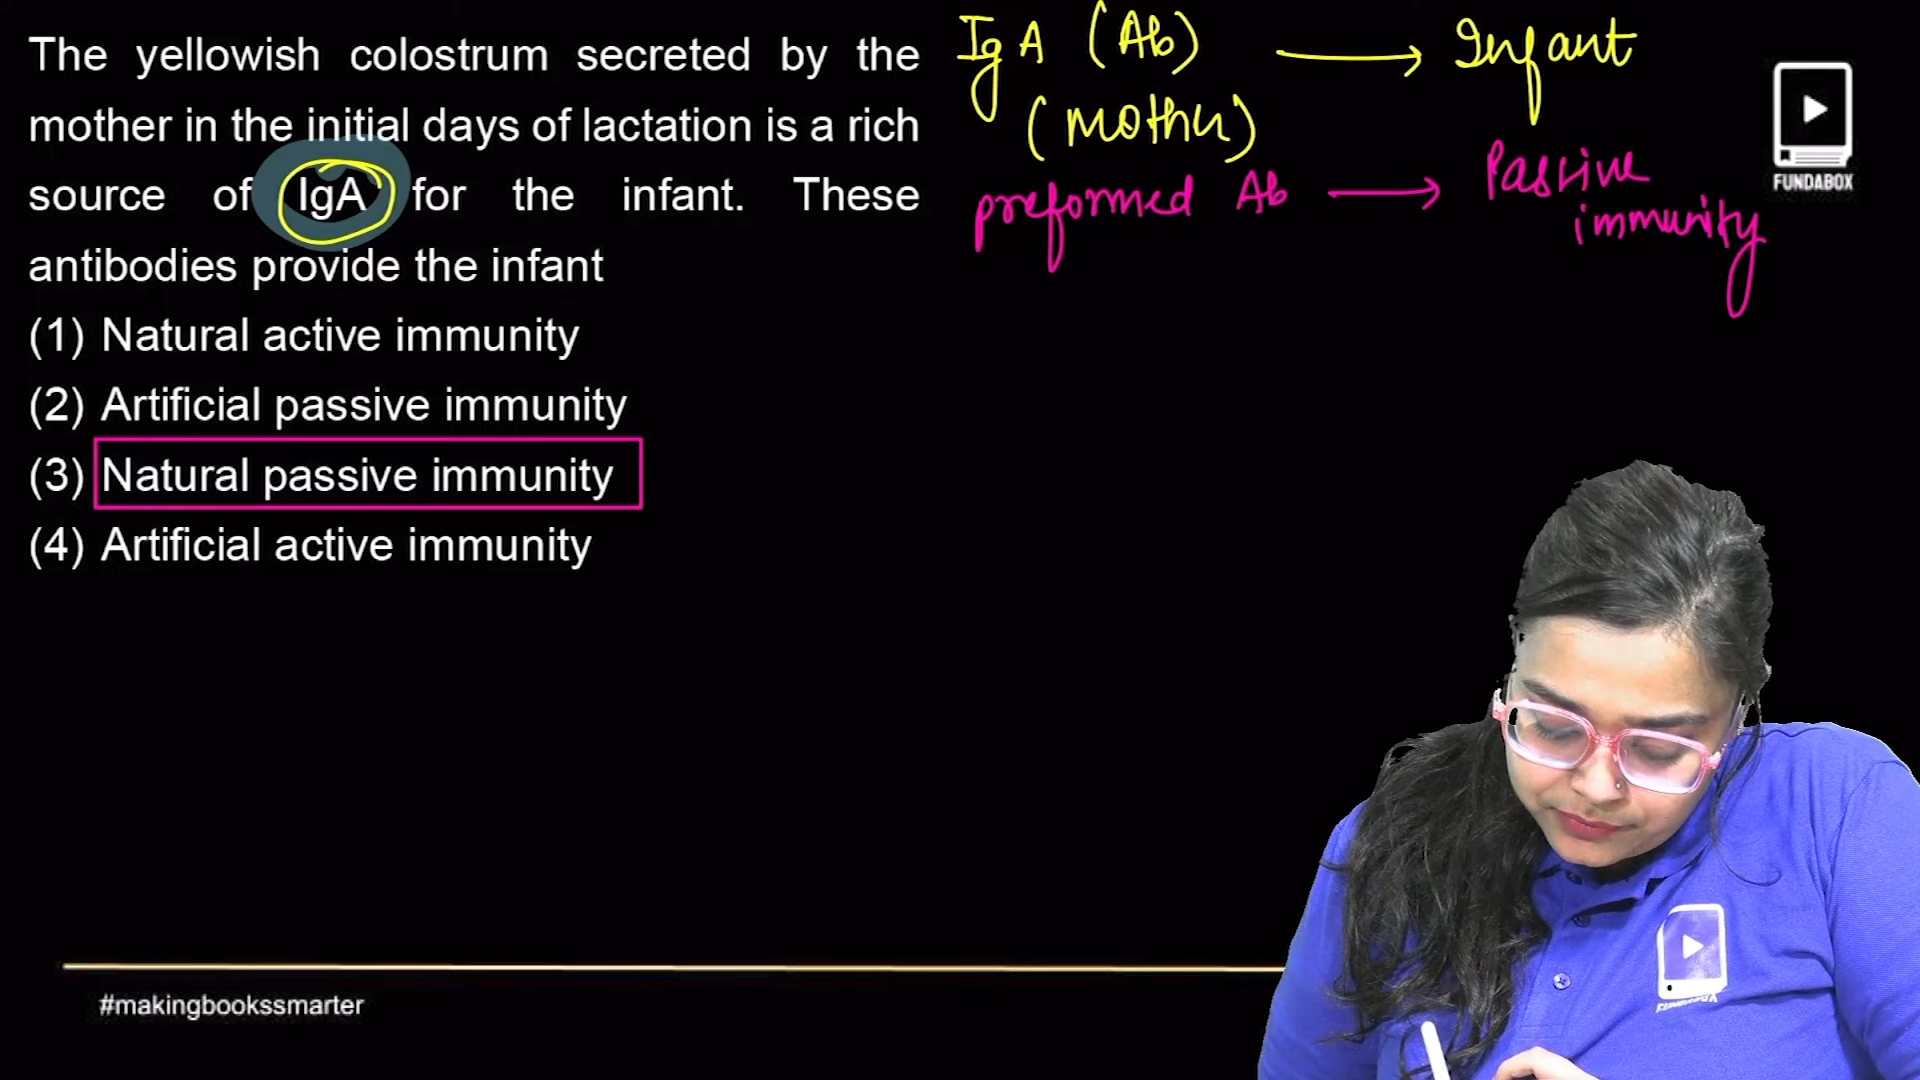 The yellowish colostrum secreted by the
mother in the initial days of lactation is a rich
source of IgA for the infant. These
antibodies provide the infant
(1) Natural active immunity
(2) Artificial passive immunity
(3) Natural passive immunity
(4) Artificial active immunity
IgA (Ab) → Infant
(Mother)
preformed Ab → Passive
immunity
FUNDABOX
#makingbookssmarter
FUNDABOX